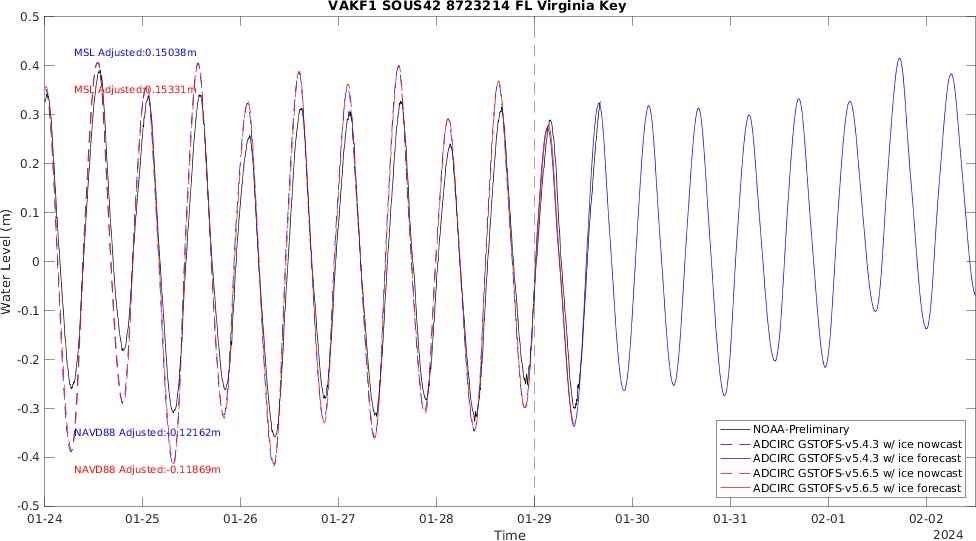 VAKF1 SOUS42 8723214 FL Virginia Key
0.5
0.4
0.3
0.2
0.1
0
-0.1
-0.2
-0.3
-0.4
-0.5
Water Level (m)
MSL Adjusted:0.15038m
MSL Adjusted:0.15331m
NAVD88 Adjusted:-0.12162m
NAVD88 Adjusted:-0.11869m
NOAA-Preliminary
ADCIRC GSTOFS-v5.4.3 w/ ice nowcast
ADCIRC GSTOFS-v5.4.3 w/ ice forecast
ADCIRC GSTOFS-v5.6.5 w/ ice nowcast
ADCIRC GSTOFS-v5.6.5 w/ ice forecast
01-24 01-25 01-26 01-27 01-28 01-29 01-30 01-31 02-01 02-02
Time
2024